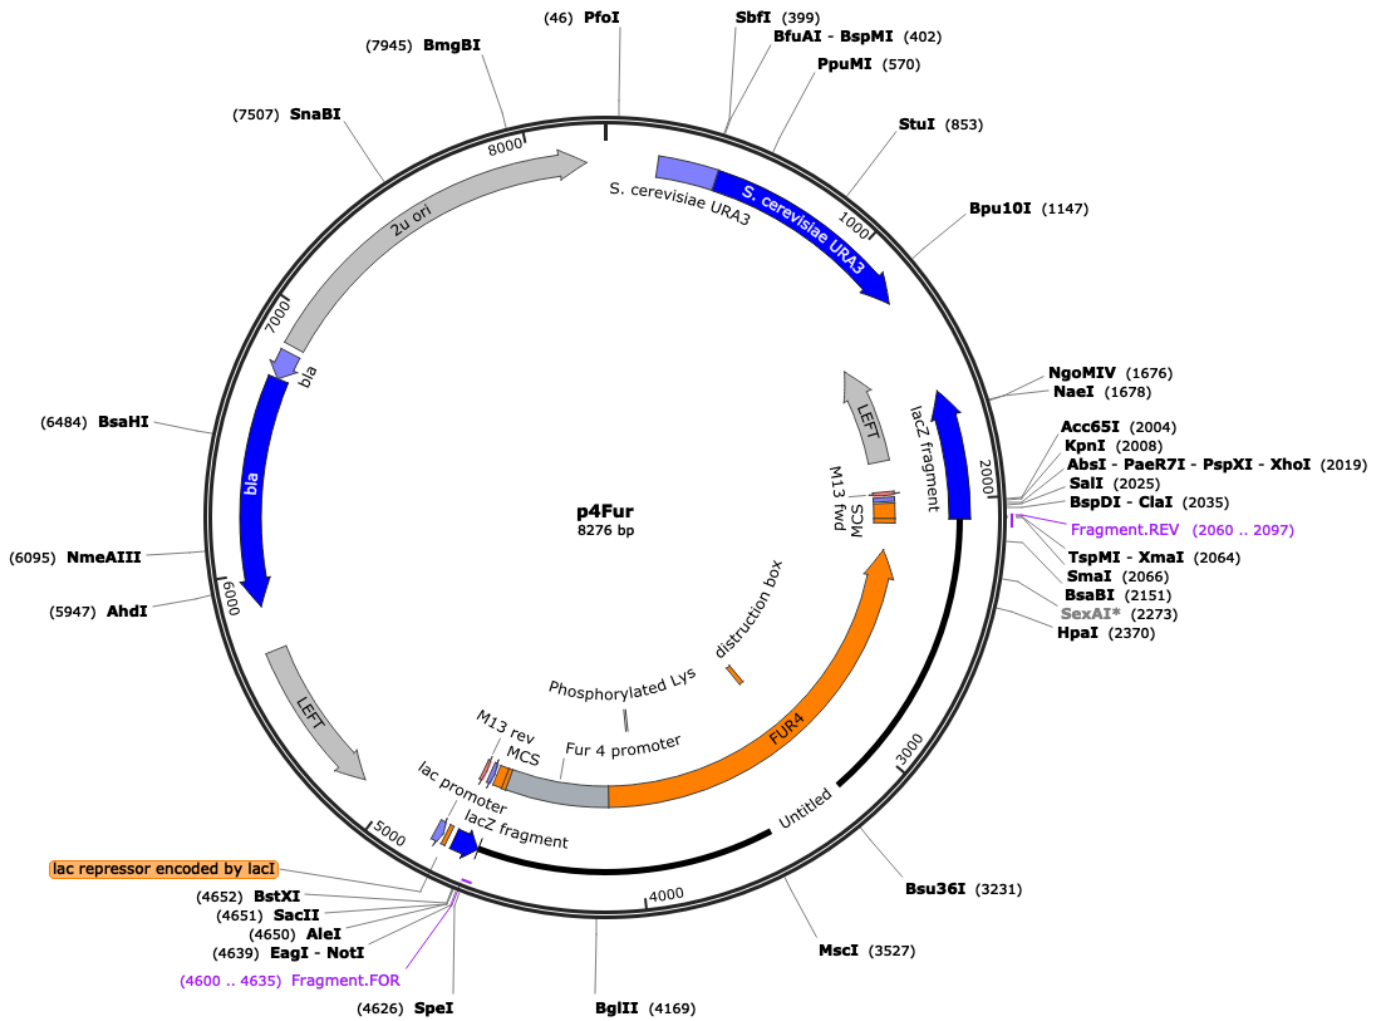 (46) PfoI
SbfI (399)
BfuAI - BspMI (402)
PpuMI (570)
StuI (853)
Bpu10I (1147)
NgoMIV (1676)
NaeI (1678)
Acc65I (2004)
KpnI (2008)
AbsI - PaeR7I - PspXI - XhoI (2019)
SalI (2025)
BspDI - ClaI (2035)
Fragment.REV (2060 .. 2097)
TspMI - XmaI (2064)
SmaI (2066)
BsaBI (2151)
SexAI* (2273)
HpaI (2370)
Bsu36I (3231)
MscI (3527)
BglII (4169)
(4626) SpeI
(4600 .. 4635) Fragment.FOR
(4639) EagI - NotI
(4650) AleI
(4651) SacII
(4652) BstXI
lac repressor encoded by lacI
(5947) AhdI
(6095) NmeAIII
(6484) BsaHI
(7507) SnaBI
(7945) BmgBI
1000
2000
3000
4000
5000
6000
7000
8000
S. cerevisiae URA3
S. cerevisiae URA3
LEFT
lacZ fragment
M13 fwd
MCS
FUR4
distruction box
Phosphorylated Lys
Fur 4 promoter
Untitled
M13 rev
MCS
lac promoter
lacZ fragment
LEFT
bla
bla
2u ori
p4Fur
8276 bp